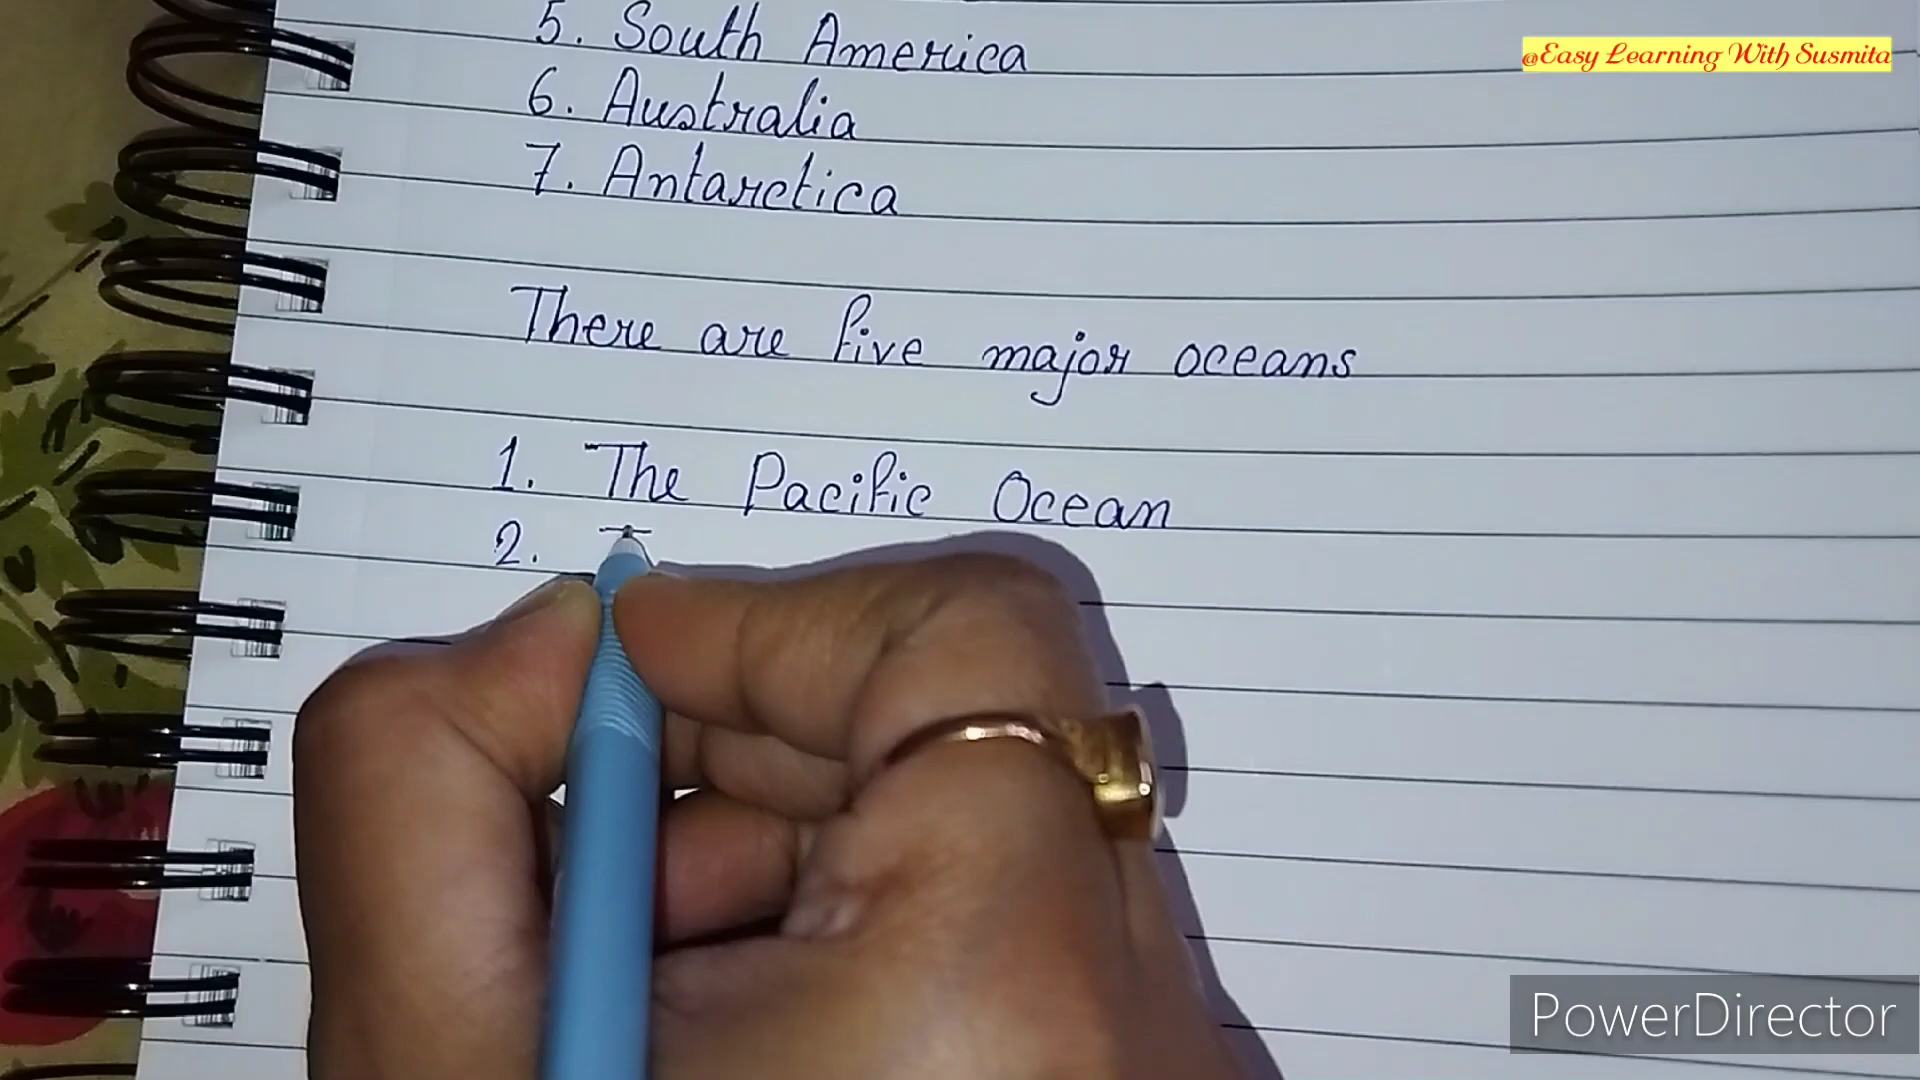 5. South America
@Easy Learning With Susmita
6. Australia
7. Antarctica
There are five major oceans
1. The Pacific Ocean
2. T
PowerDirector